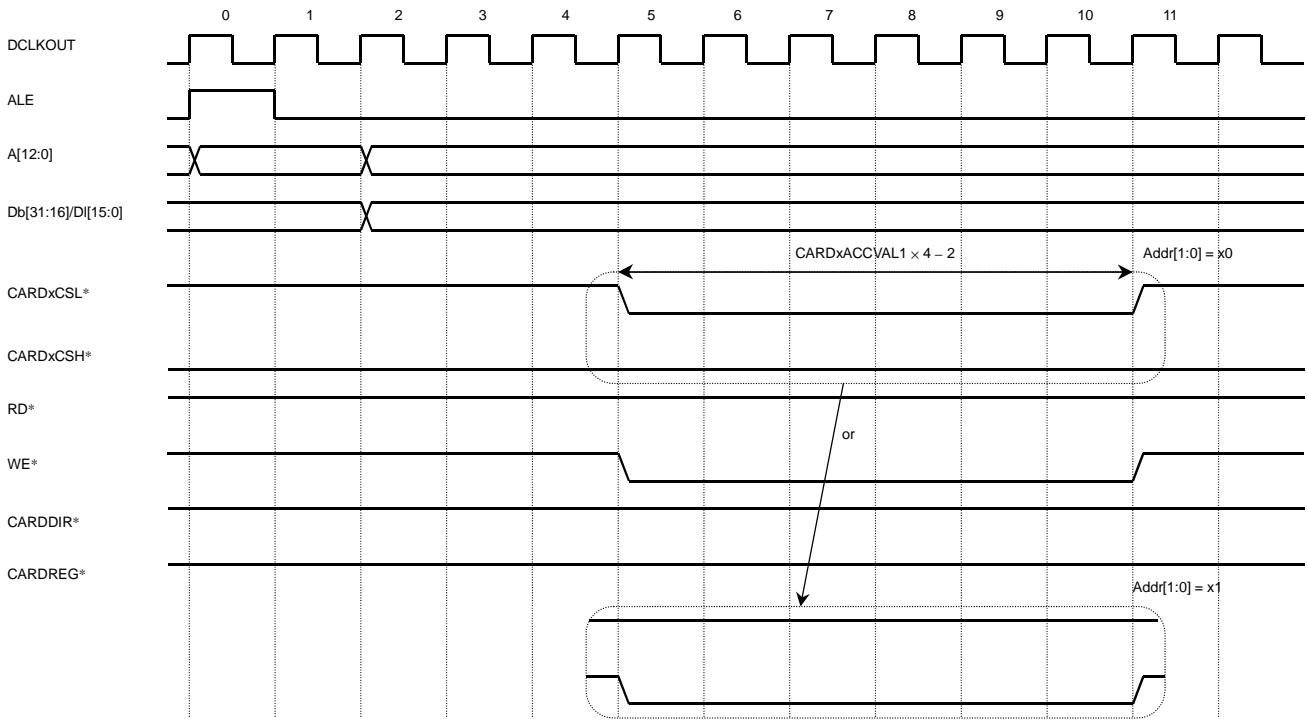 0 1 2 3 4 5 6 7 8 9 10 11
DCLKOUT
ALE
A[12:0]
Db[31:16]/Dl[15:0]
CARDxACCVAL1 × 4 − 2
Addr[1:0] = x0
CARDxCSL*
CARDxCSH*
RD*
or
WE*
CARDDIR*
CARDREG*
Addr[1:0] = x1